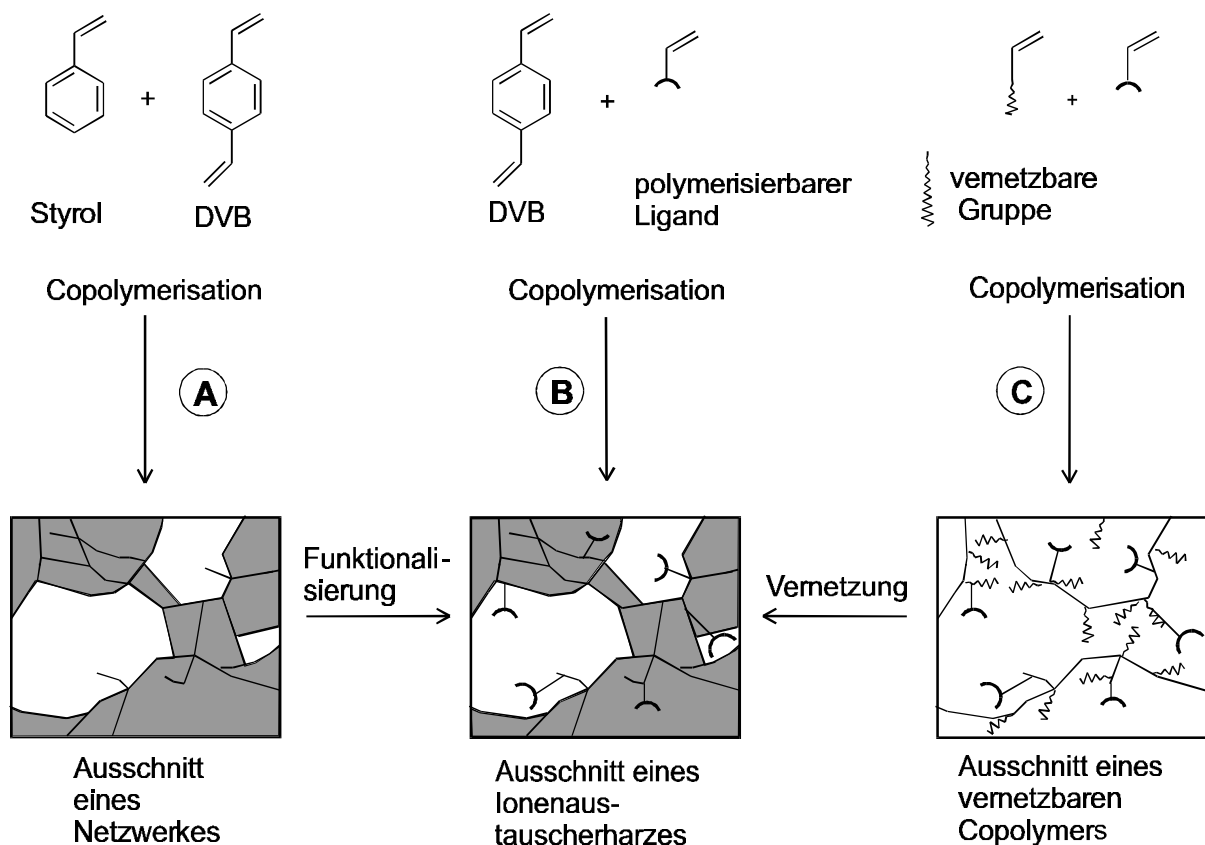 Styrol
+
DVB
DVB
+
polymerisierbarer
Ligand
+
vernetzbare
Gruppe
Copolymerisation
Copolymerisation
Copolymerisation
A
B
C
Funktionali-
sierung
Vernetzung
Ausschnitt
eines
Netzwerkes
Ausschnitt eines
Ionenaus-
tauscherharzes
Ausschnitt eines
vernetzbaren
Copolymers